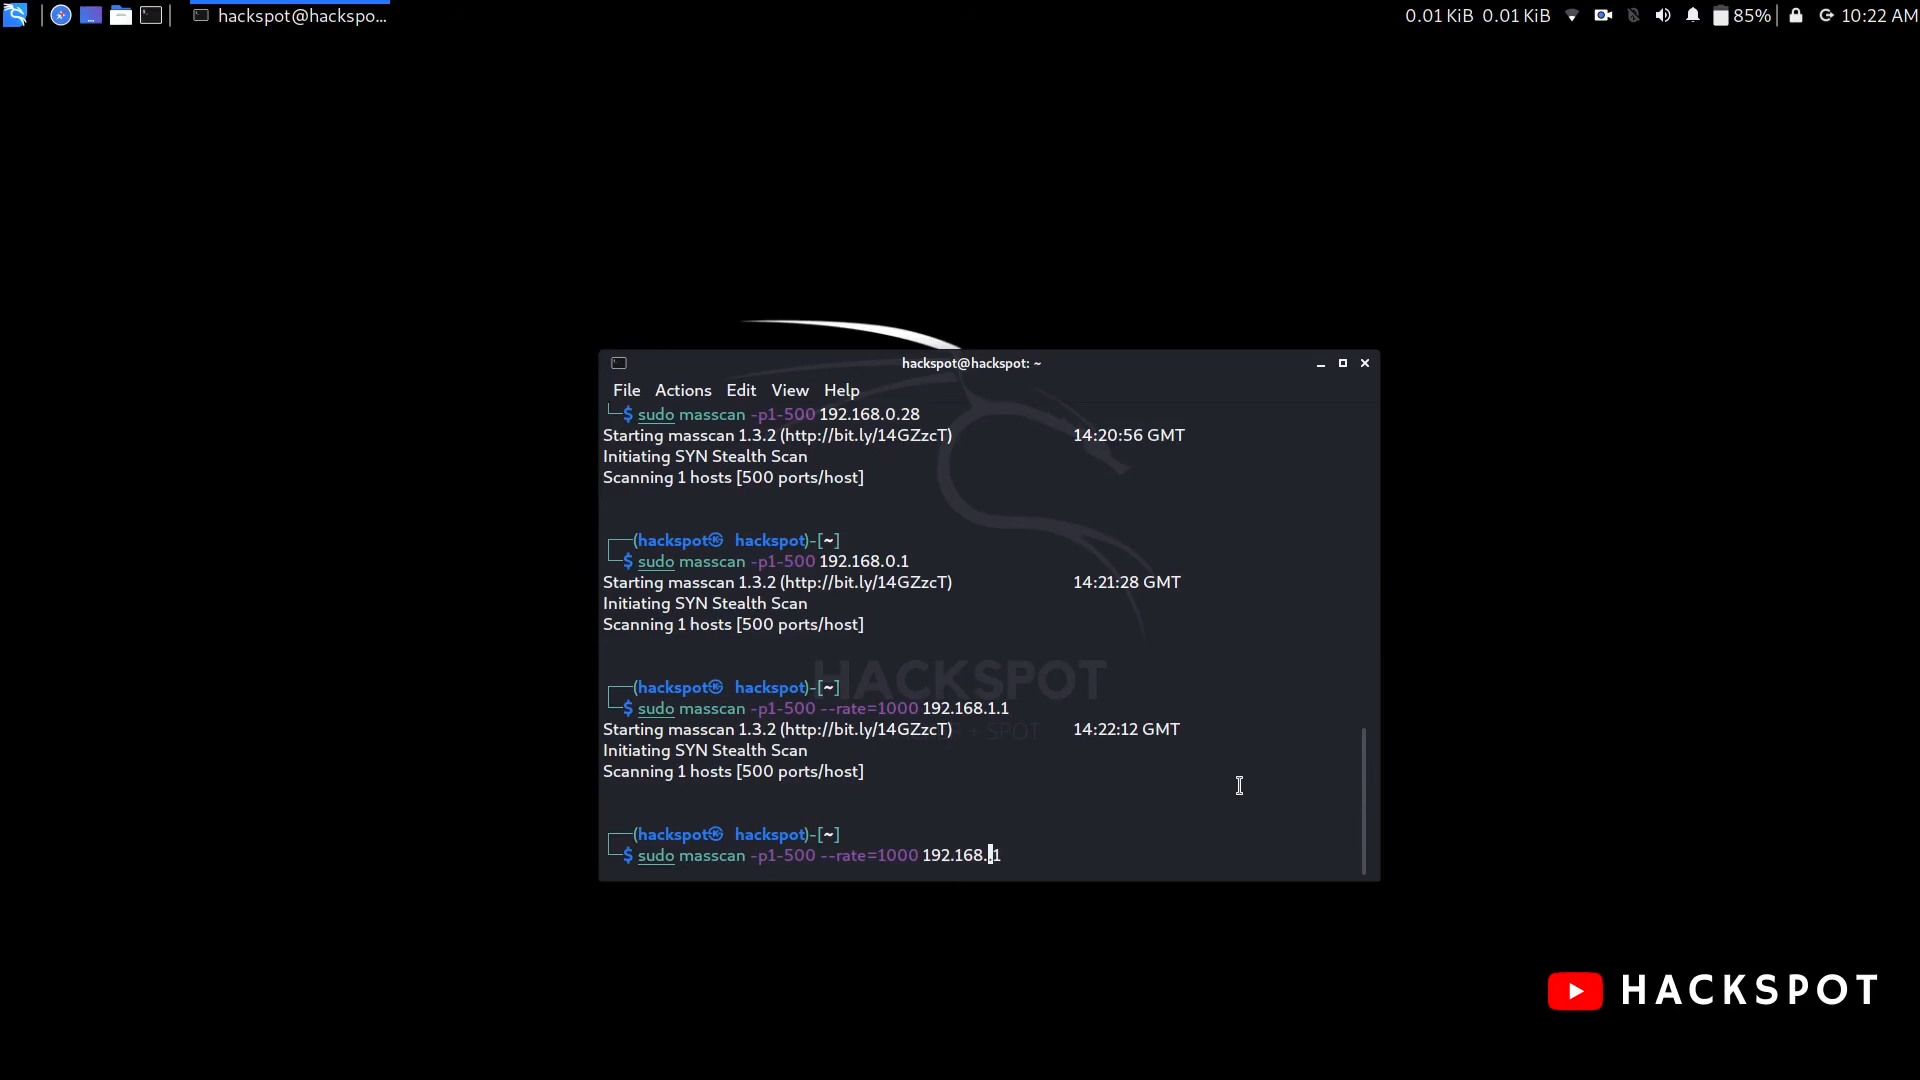 hackspot@hackspo...
0.01 KiB 0.01 KiB 85% 10:22 AM
hackspot@hackspot: ~
File Actions Edit View Help
└─$ sudo masscan -p1-500 192.168.0.28
Starting masscan 1.3.2 (http://bit.ly/14GZzcT) 14:20:56 GMT
Initiating SYN Stealth Scan
Scanning 1 hosts [500 ports/host]
┌──(hackspot㉿ hackspot)-[~]
└─$ sudo masscan -p1-500 192.168.0.1
Starting masscan 1.3.2 (http://bit.ly/14GZzcT) 14:21:28 GMT
Initiating SYN Stealth Scan
Scanning 1 hosts [500 ports/host]
HACKSPOT
┌──(hackspot㉿ hackspot)-[~]
└─$ sudo masscan -p1-500 --rate=1000 192.168.1.1
Starting masscan 1.3.2 (http://bit.ly/14GZzcT) 14:22:12 GMT
+ SPOT
Initiating SYN Stealth Scan
Scanning 1 hosts [500 ports/host]
┌──(hackspot㉿ hackspot)-[~]
└─$ sudo masscan -p1-500 --rate=1000 192.168..1
HACKSPOT